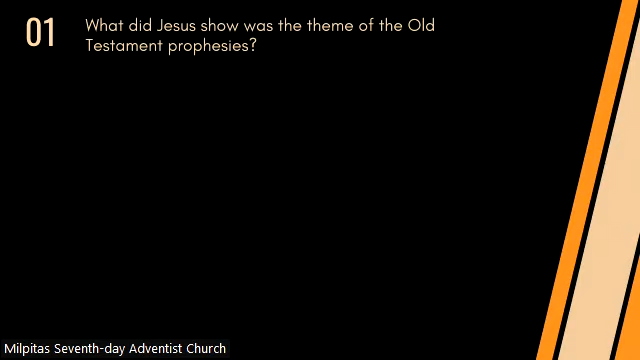 01
What did Jesus show was the theme of the Old
Testament prophesies?
Milpitas Seventh-day Adventist Church